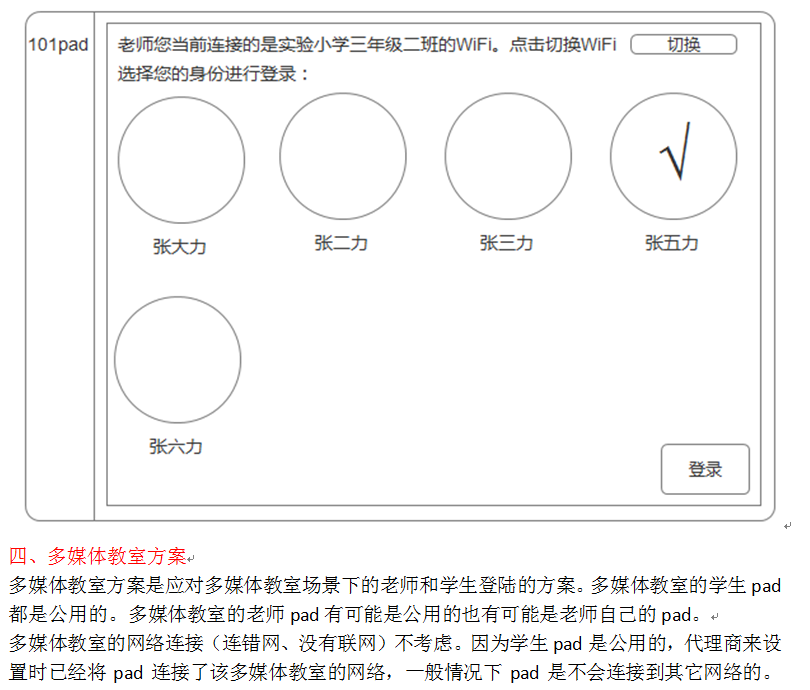 101pad
老师您当前连接的是实验小学三年级二班的WiFi。点击切换WiFi 切换
选择您的身份进行登录：
√
张大力 张二力 张三力 张五力
张六力
登录
四、多媒体教室方案
多媒体教室方案是应对多媒体教室场景下的老师和学生登陆的方案。多媒体教室的学生 pad
都是公用的。多媒体教室的老师 pad 有可能是公用的也有可能是老师自己的 pad。
多媒体教室的网络连接（连错网、没有联网）不考虑。因为学生 pad 是公用的，代理商来设
置时已经将 pad 连接了该多媒体教室的网络，一般情况下 pad 是不会连接到其它网络的。